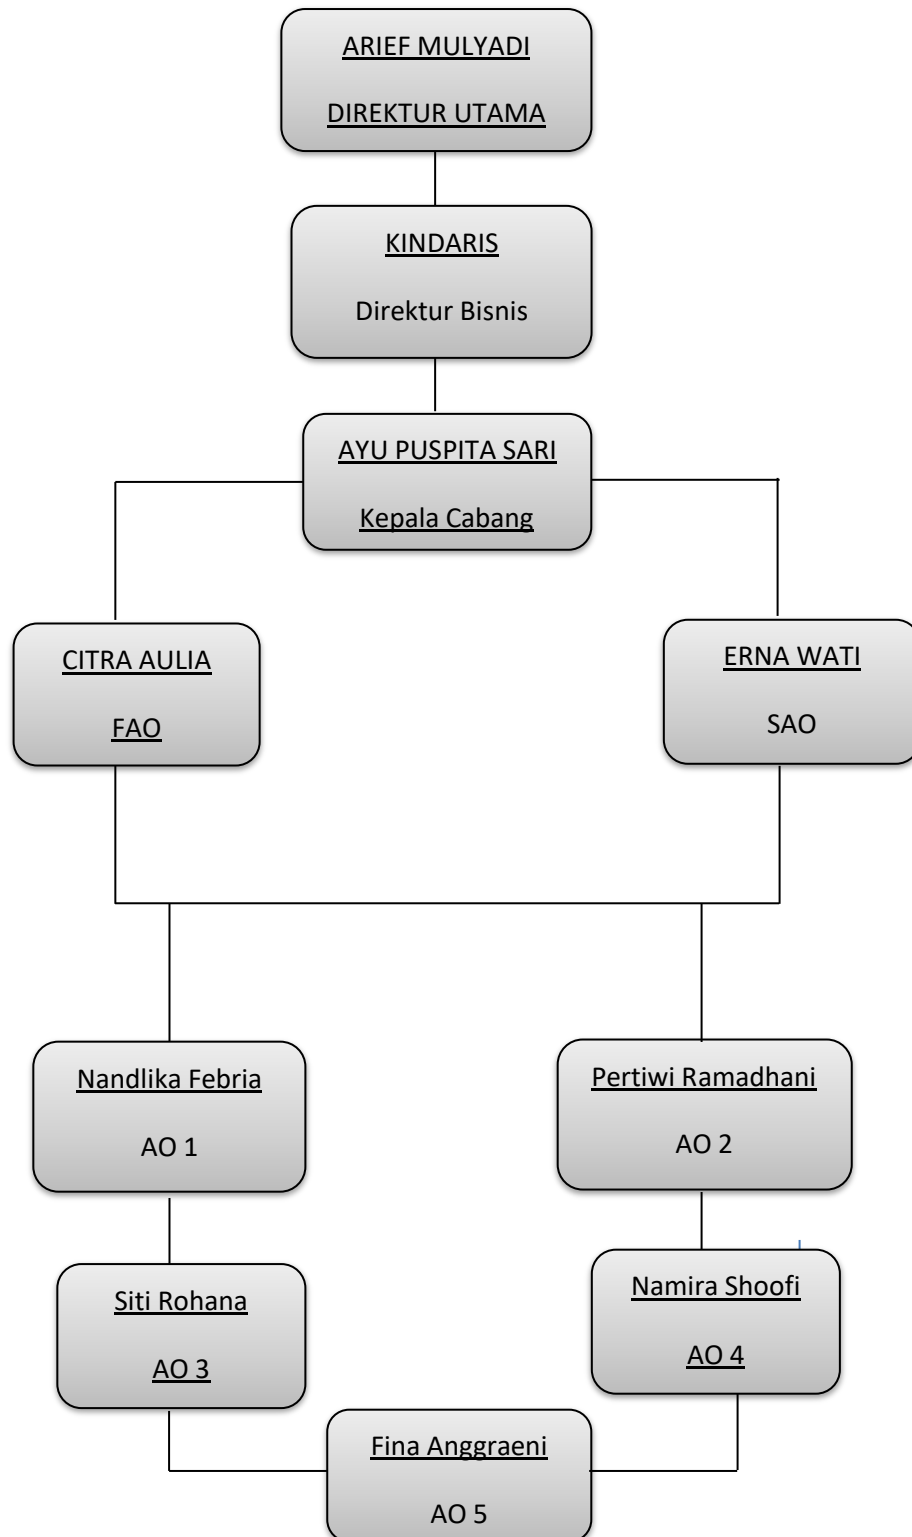 ARIEF MULYADI
DIREKTUR UTAMA
KINDARIS
Direktur Bisnis
AYU PUSPITA SARI
Kepala Cabang
CITRA AULIA
FAO
ERNA WATI
SAO
Nandlika Febria
AO 1
Pertiwi Ramadhani
AO 2
Siti Rohana
AO 3
Namira Shoofi
AO 4
Fina Anggraeni
AO 5